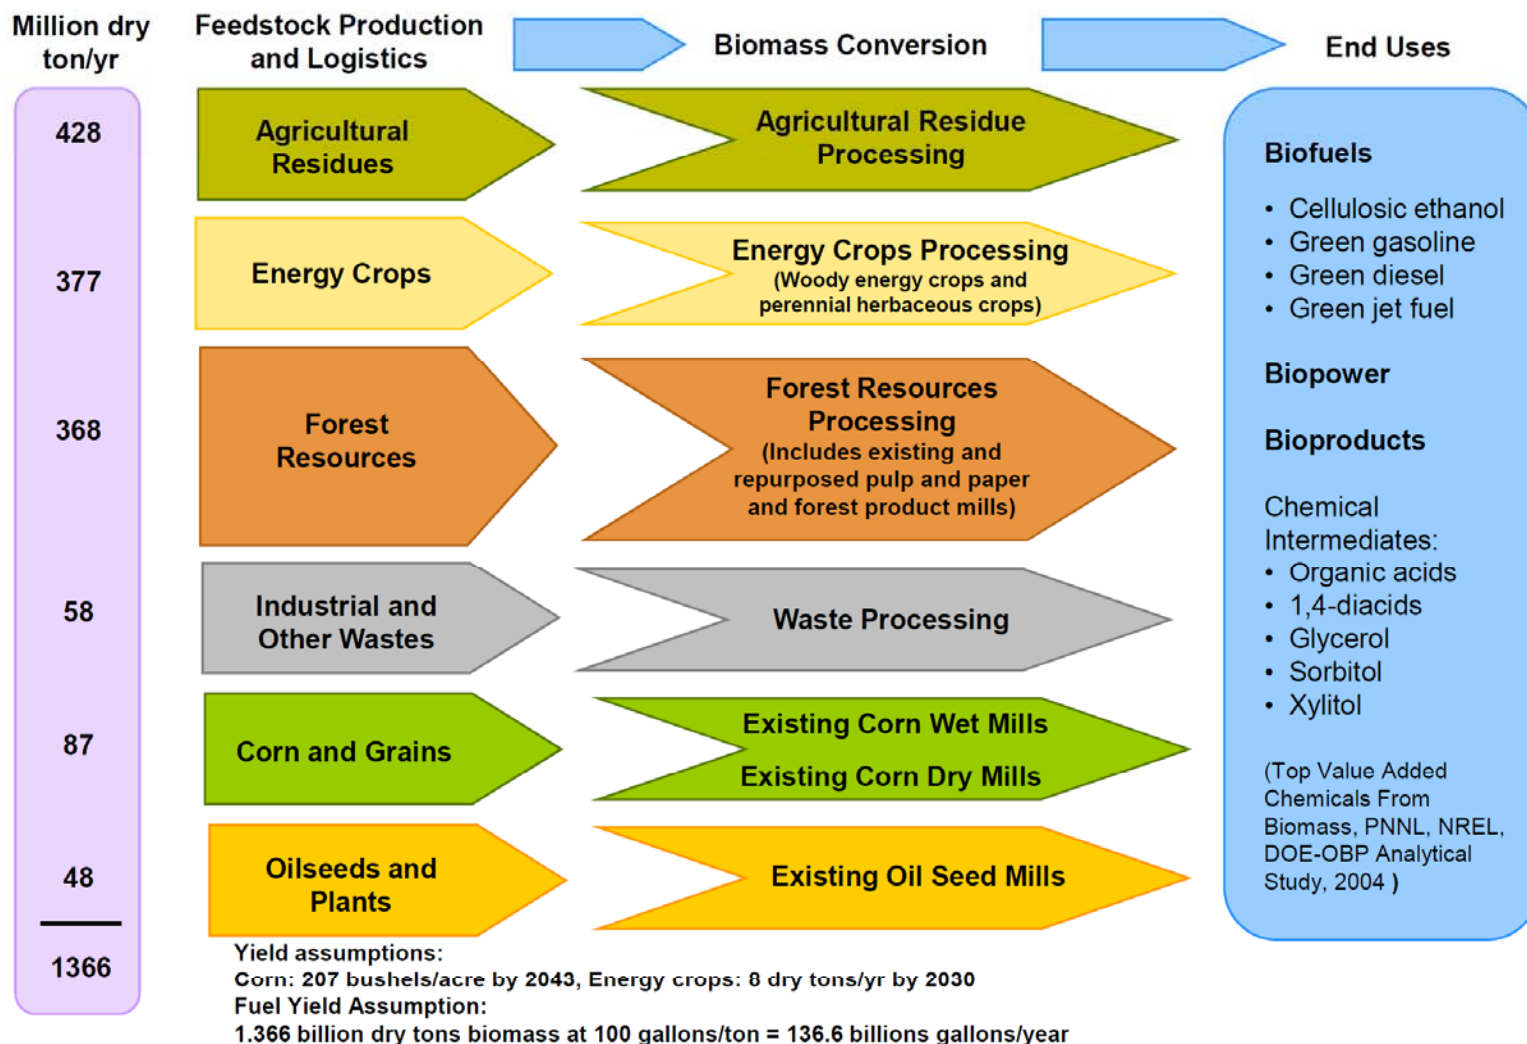 Million dry
ton/yr
Feedstock Production
and Logistics
Biomass Conversion
End Uses
428
Agricultural
Residues
Agricultural Residue
Processing
377
Energy Crops
Energy Crops Processing
(Woody energy crops and
perennial herbaceous crops)
368
Forest
Resources
Forest Resources
Processing
(Includes existing and
repurposed pulp and paper
and forest product mills)
58
Industrial and
Other Wastes
Waste Processing
87
Corn and Grains
Existing Corn Wet Mills
Existing Corn Dry Mills
48
Oilseeds and
Plants
Existing Oil Seed Mills
1366
Biofuels
• Cellulosic ethanol
• Green gasoline
• Green diesel
• Green jet fuel
Biopower
Bioproducts
Chemical
Intermediates:
• Organic acids
• 1,4-diacids
• Glycerol
• Sorbitol
• Xylitol
(Top Value Added
Chemicals From
Biomass, PNNL, NREL,
DOE-OBP Analytical
Study, 2004 )
Yield assumptions:
Corn: 207 bushels/acre by 2043, Energy crops: 8 dry tons/yr by 2030
Fuel Yield Assumption:
1.366 billion dry tons biomass at 100 gallons/ton = 136.6 billions gallons/year